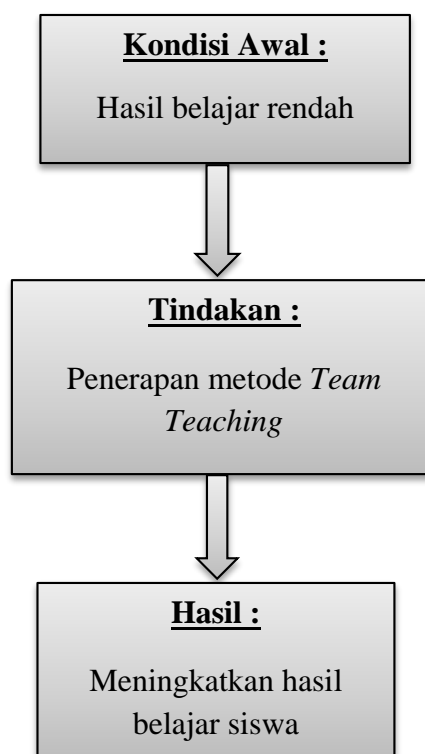 Kondisi Awal :
Hasil belajar rendah
Tindakan :
Penerapan metode Team
Teaching
Hasil :
Meningkatkan hasil
belajar siswa